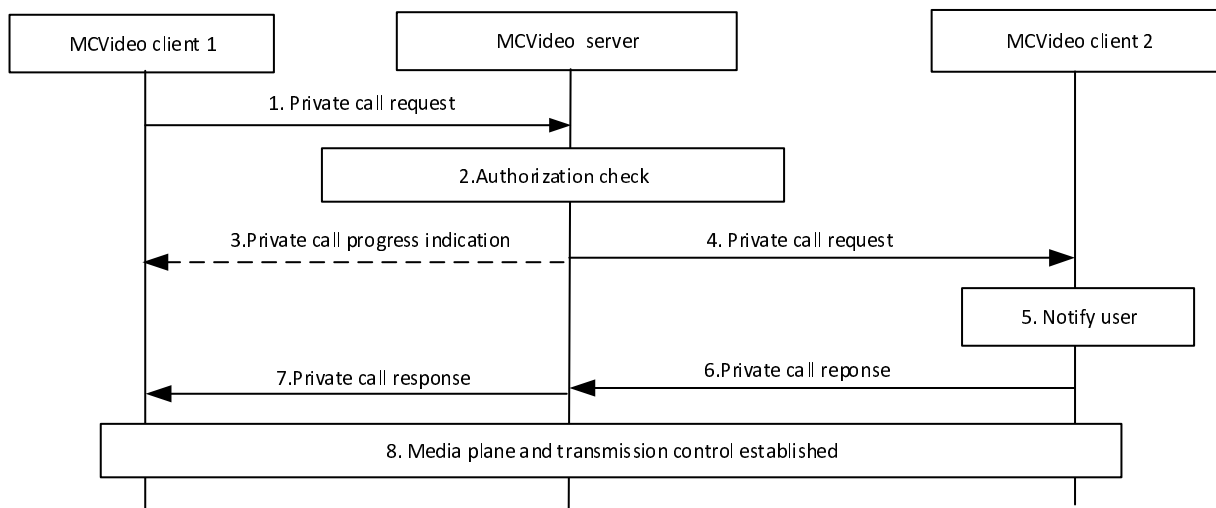 MCVideo client 1
MCVideo server
MCVideo client 2
1. Private call request
2.Authorization check
3.Private call progress indication
4. Private call request
5. Notify user
6.Private call reponse
7.Private call response
8. Media plane and transmission control established